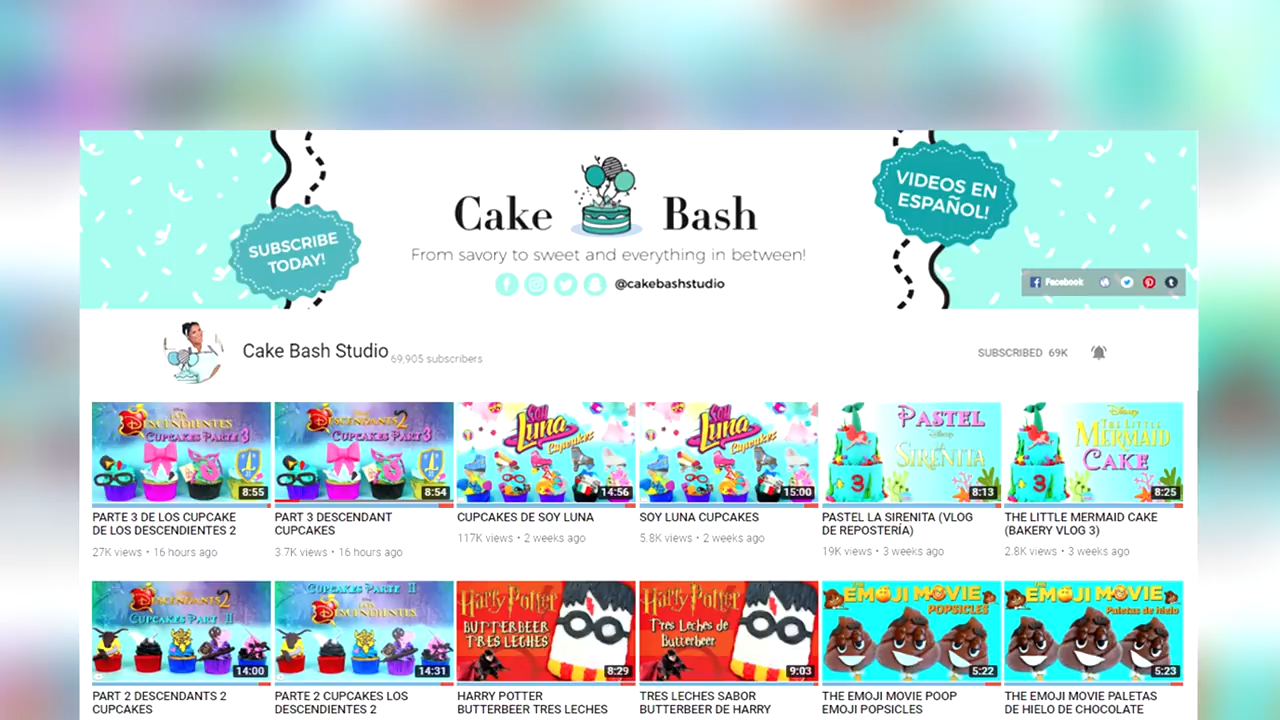 SUBSCRIBE
TODAY!
Cake Bash
From savory to sweet and everything in between!
@cakebashstudio
VIDEOS EN
ESPAÑOL!
Facebook
Cake Bash Studio 69,905 subscribers
SUBSCRIBED 69K
DESCENDIENTES
CUPCAKES PARTE 3
8:55
DESCENDANTS 2
CUPCAKES PART 3
8:54
SOY
Luna
Cupcakes
14:56
SOY
Luna
Cupcakes
15:00
PASTEL
Disney
SIRENITA
8:13
Disney
THE LITTLE
MERMAID
CAKE
8:25
PARTE 3 DE LOS CUPCAKE
DE LOS DESCENDIENTES 2
27K views • 16 hours ago
PART 3 DESCENDANT
CUPCAKES
3.7K views • 16 hours ago
CUPCAKES DE SOY LUNA
117K views • 2 weeks ago
SOY LUNA CUPCAKES
5.8K views • 2 weeks ago
PASTEL LA SIRENITA (VLOG
DE REPOSTERÍA)
19K views • 3 weeks ago
THE LITTLE MERMAID CAKE
(BAKERY VLOG 3)
2.8K views • 3 weeks ago
DESCENDANTS 2
CUPCAKES PART II
14:00
CUPCAKES PARTE II
DESCENDIENTES
14:31
Harry Potter
BUTTERBEER
TRES LECHES
8:29
Harry Potter
Tres Leches de
Butterbeer
9:03
THE
EMOJI MOVIE
POPSICLES
5:22
THE
EMOJI MOVIE
Paletas de hielo
5:23
PART 2 DESCENDANTS 2
CUPCAKES
PARTE 2 CUPCAKES LOS
DESCENDIENTES 2
HARRY POTTER
BUTTERBEER TRES LECHES
TRES LECHES SABOR
BUTTERBEER DE HARRY
THE EMOJI MOVIE POOP
EMOJI POPSICLES
THE EMOJI MOVIE PALETAS
DE HIELO DE CHOCOLATE